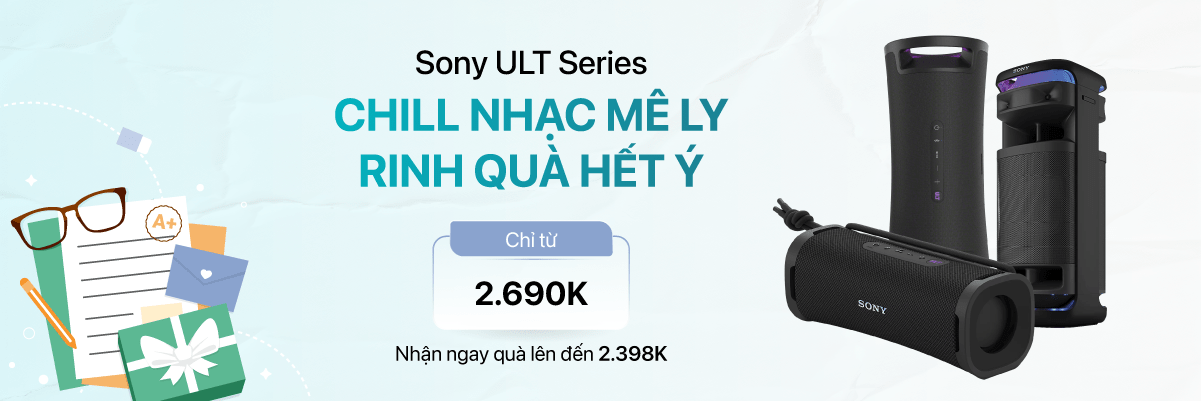 Sony ULT Series
CHILL NHẠC MÊ LY
RINH QUÀ HẾT Ý
Chỉ từ
2.690K
Nhận ngay quà lên đến 2.398K
A+
SONY
SONY